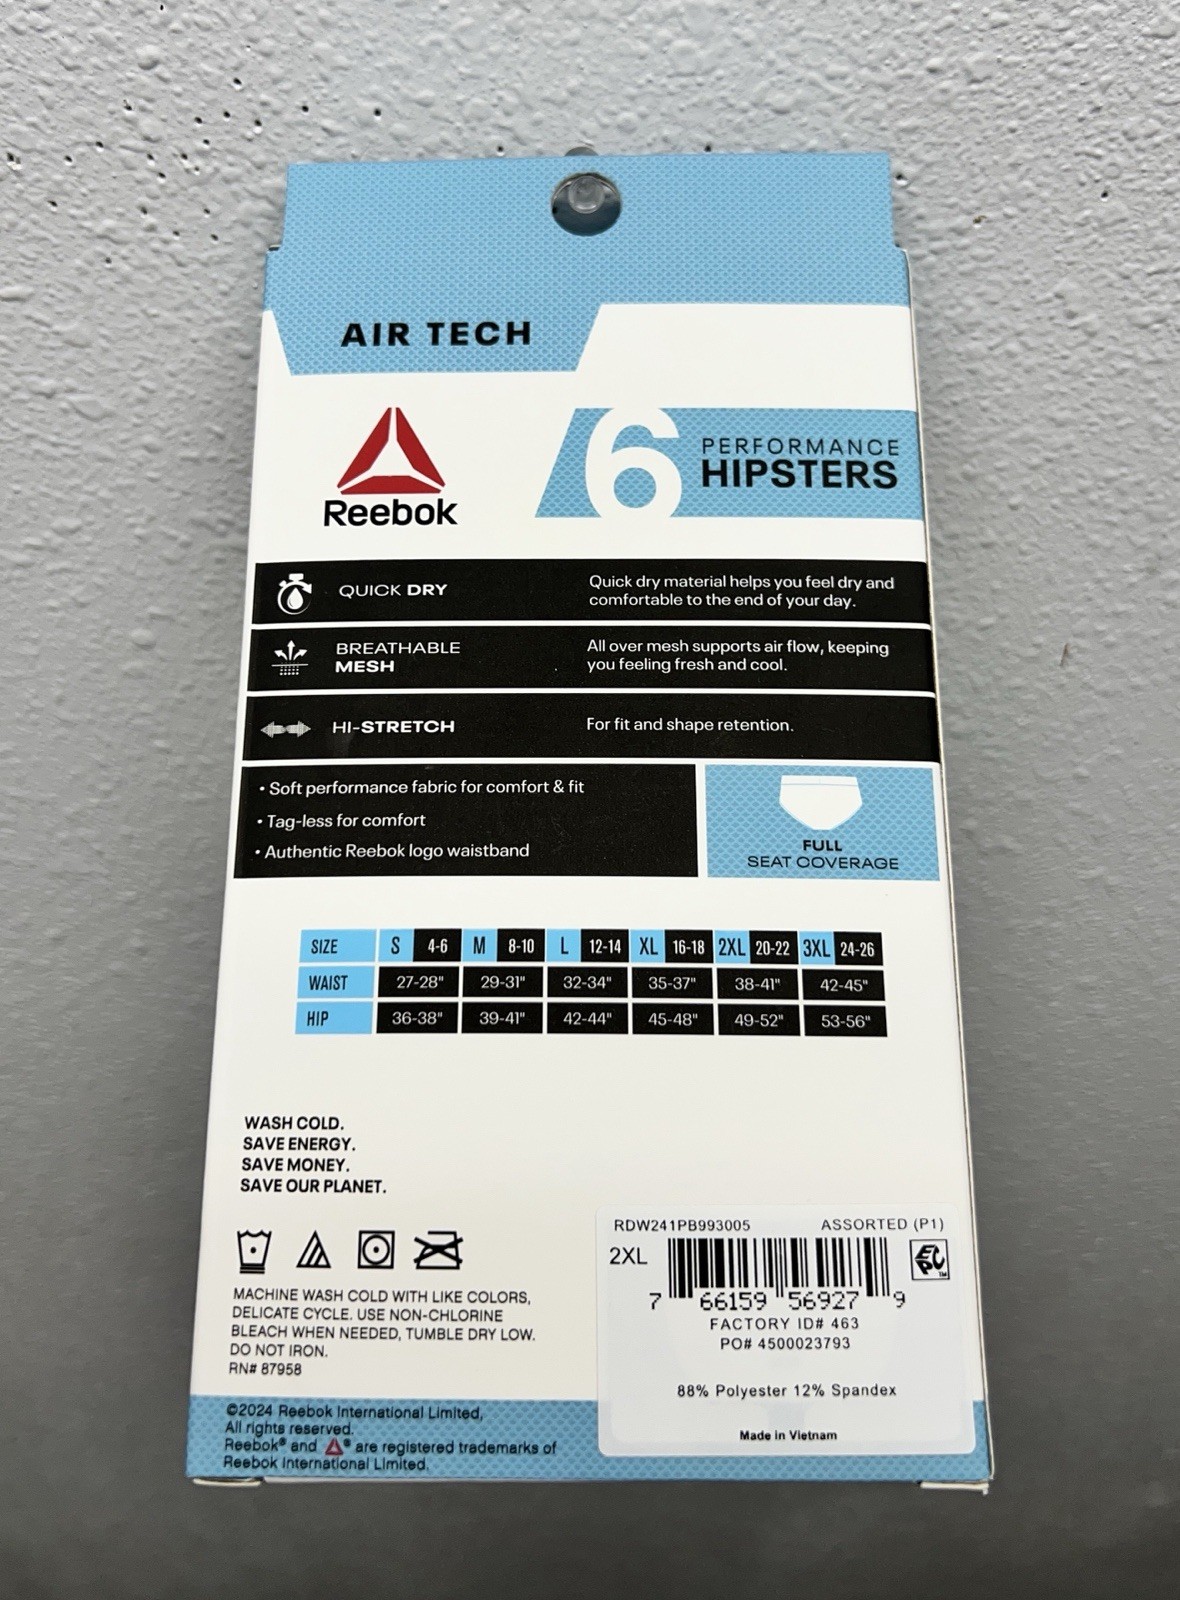 AIR TECH
Reebok
6 PERFORMANCE
HIPSTERS
QUICK DRY
Quick dry material helps you feel dry and
comfortable to the end of your day.
BREATHABLE
MESH
All over mesh supports air flow, keeping
you feeling fresh and cool.
HI-STRETCH
For fit and shape retention.
• Soft performance fabric for comfort & fit
• Tag-less for comfort
• Authentic Reebok logo waistband
FULL
SEAT COVERAGE
SIZE S 4-6 M 8-10 L 12-14 XL 16-18 2XL 20-22 3XL 24-26
WAIST 27-28" 29-31" 32-34" 35-37" 38-41" 42-45"
HIP 36-38" 39-41" 42-44" 45-48" 49-52" 53-56"
WASH COLD.
SAVE ENERGY.
SAVE MONEY.
SAVE OUR PLANET.
MACHINE WASH COLD WITH LIKE COLORS,
DELICATE CYCLE. USE NON-CHLORINE
BLEACH WHEN NEEDED, TUMBLE DRY LOW.
DO NOT IRON.
RN# 87958
RDW241PB993005 ASSORTED (P1)
2XL
EPC™
7 66159 56927 9
FACTORY ID# 463
PO# 4500023793
88% Polyester 12% Spandex
Made in Vietnam
©2024 Reebok International Limited,
All rights reserved.
Reebok® and ® are registered trademarks of
Reebok International Limited.